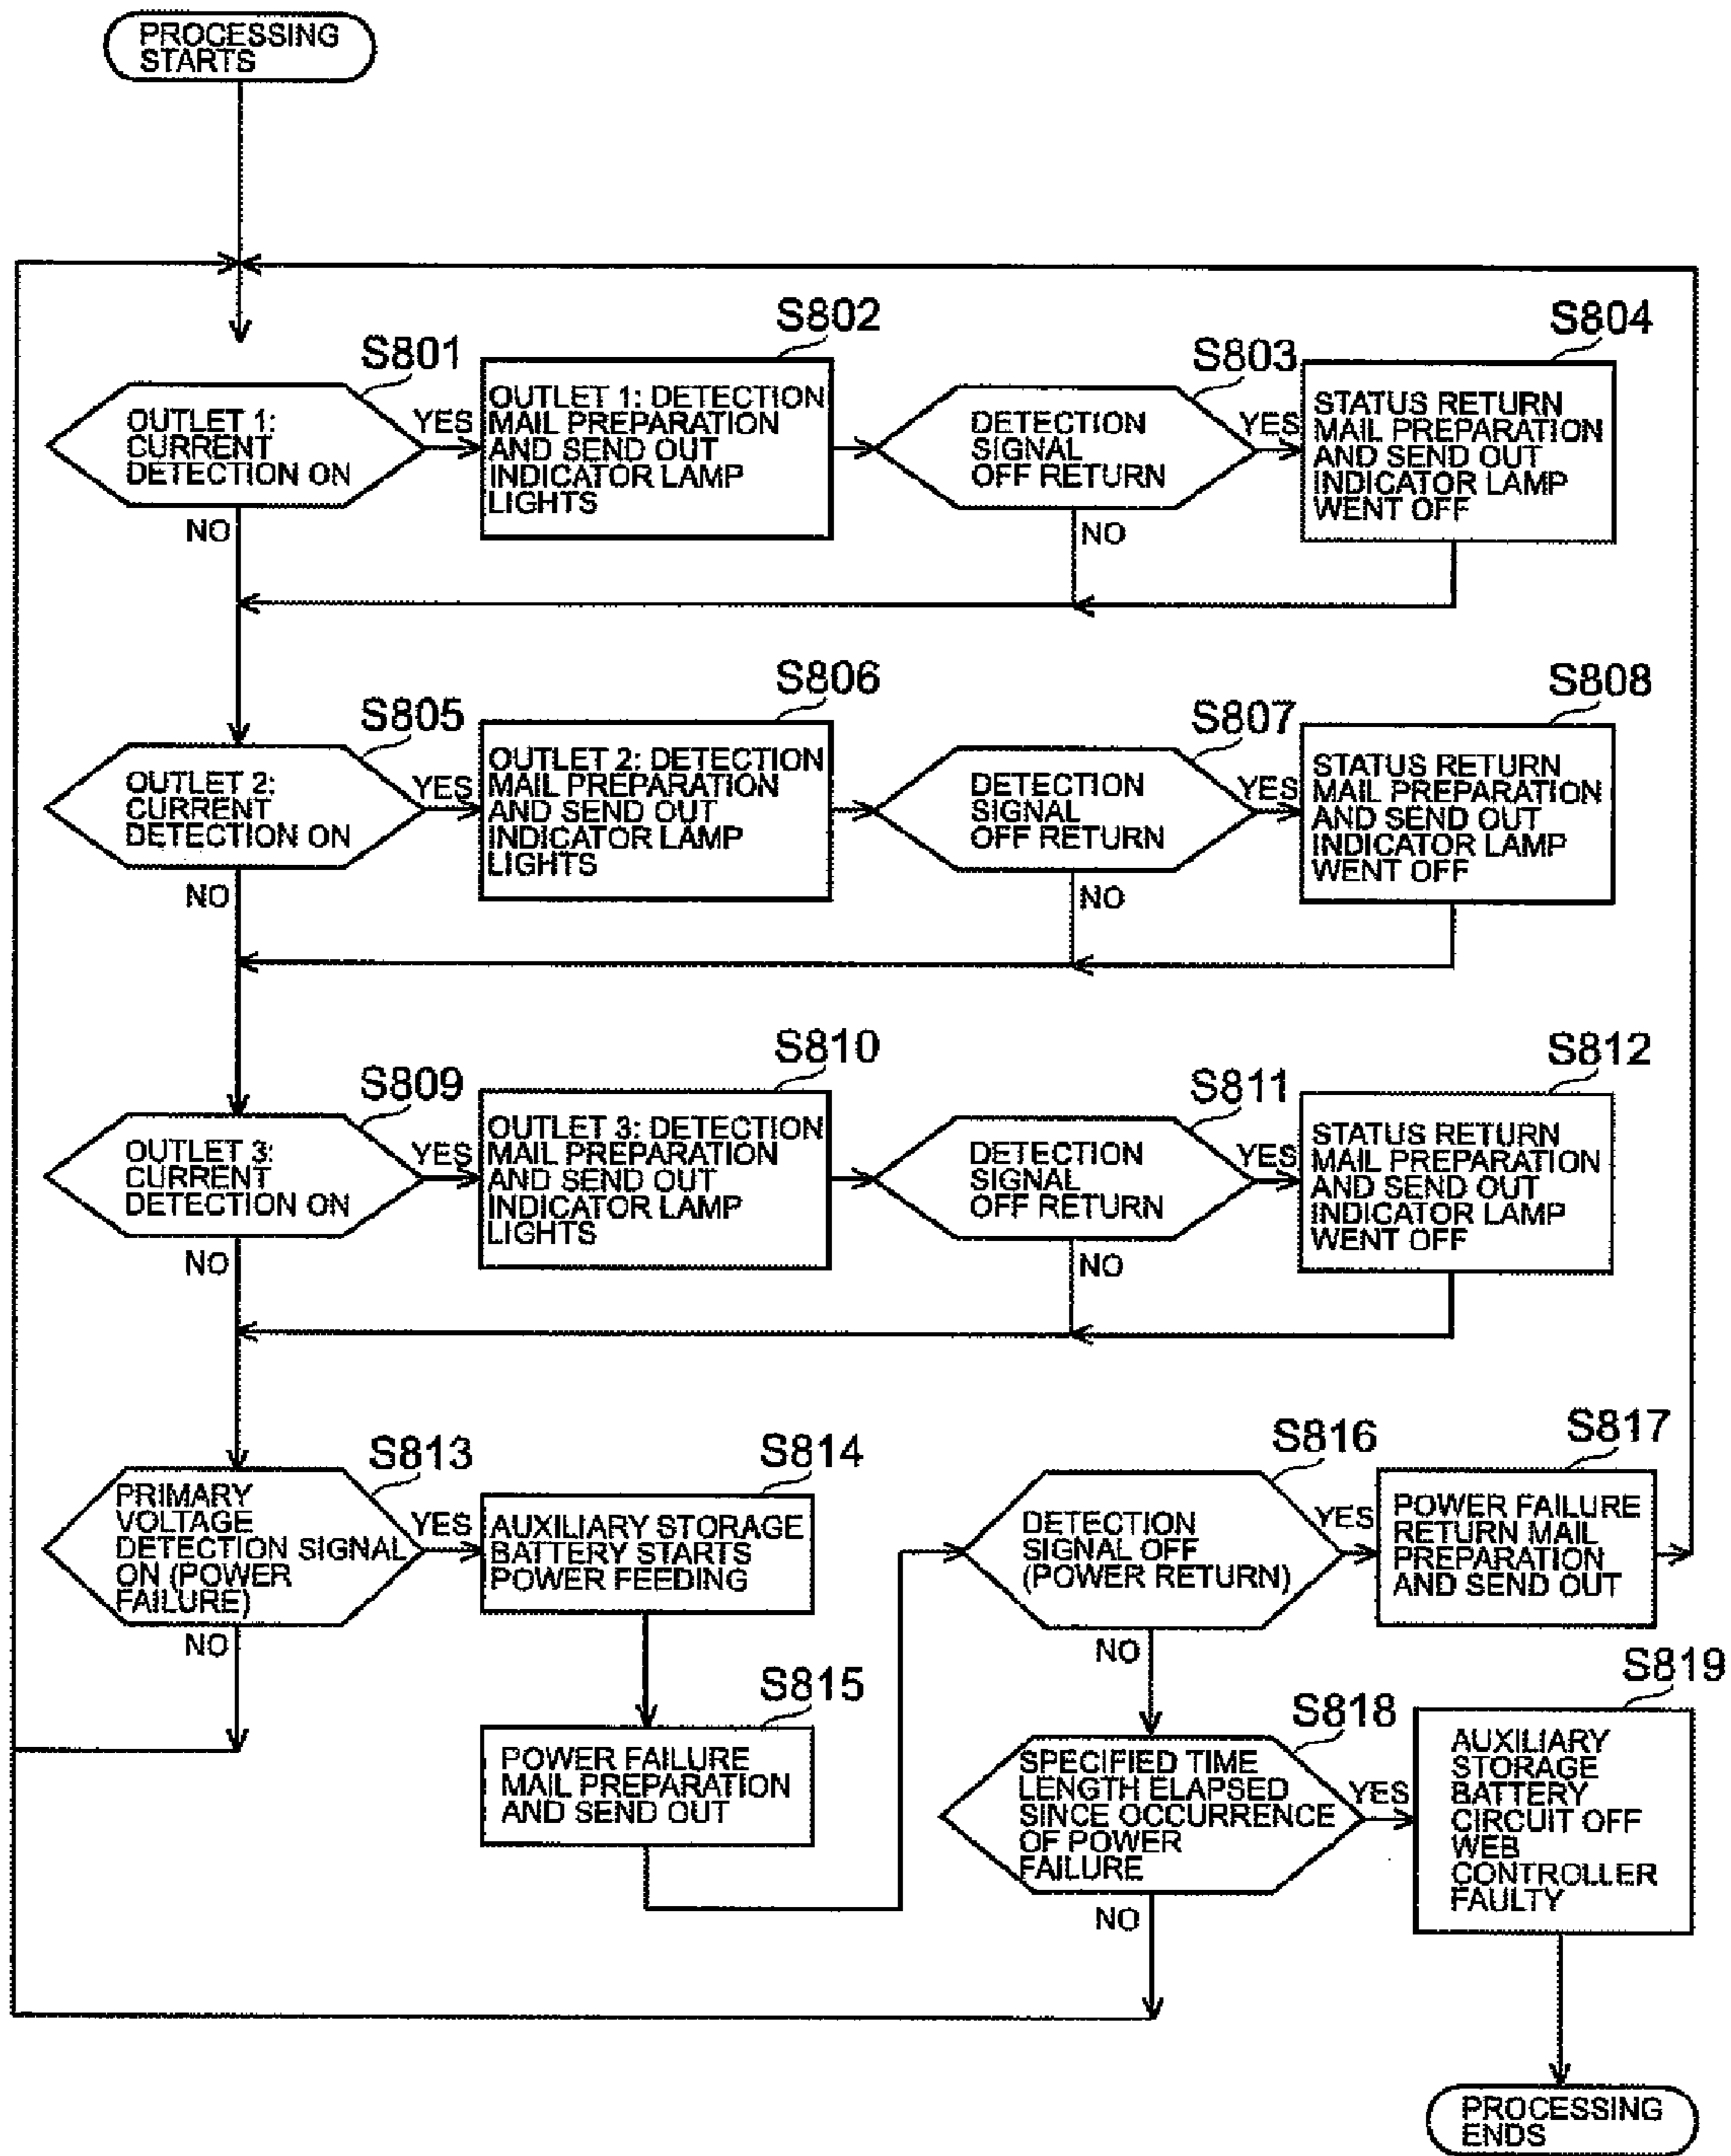 PROCESSING
STARTS
S801
OUTLET 1:
CURRENT
DETECTION ON
YES
NO
S802
OUTLET 1: DETECTION
MAIL PREPARATION
AND SEND OUT
INDICATOR LAMP
LIGHTS
S803
DETECTION
SIGNAL
OFF RETURN
YES
NO
S804
STATUS RETURN
MAIL PREPARATION
AND SEND OUT
INDICATOR LAMP
WENT OFF
S805
OUTLET 2:
CURRENT
DETECTION ON
YES
NO
S806
OUTLET 2: DETECTION
MAIL PREPARATION
AND SEND OUT
INDICATOR LAMP
LIGHTS
S807
DETECTION
SIGNAL
OFF RETURN
YES
NO
S808
STATUS RETURN
MAIL PREPARATION
AND SEND OUT
INDICATOR LAMP
WENT OFF
S809
OUTLET 3:
CURRENT
DETECTION ON
YES
NO
S810
OUTLET 3: DETECTION
MAIL PREPARATION
AND SEND OUT
INDICATOR LAMP
LIGHTS
S811
DETECTION
SIGNAL
OFF RETURN
YES
NO
S812
STATUS RETURN
MAIL PREPARATION
AND SEND OUT
INDICATOR LAMP
WENT OFF
S813
PRIMARY
VOLTAGE
DETECTION SIGNAL
ON (POWER
FAILURE)
YES
NO
S814
AUXILIARY STORAGE
BATTERY STARTS
POWER FEEDING
S815
POWER FAILURE
MAIL PREPARATION
AND SEND OUT
S816
DETECTION
SIGNAL OFF
(POWER RETURN)
YES
NO
S817
POWER FAILURE
RETURN MAIL
PREPARATION
AND SEND OUT
S818
SPECIFIED TIME
LENGTH ELAPSED
SINCE OCCURRENCE
OF POWER
FAILURE
YES
NO
S819
AUXILIARY
STORAGE
BATTERY
CIRCUIT OFF
WEB
CONTROLLER
FAULTY
PROCESSING
ENDS